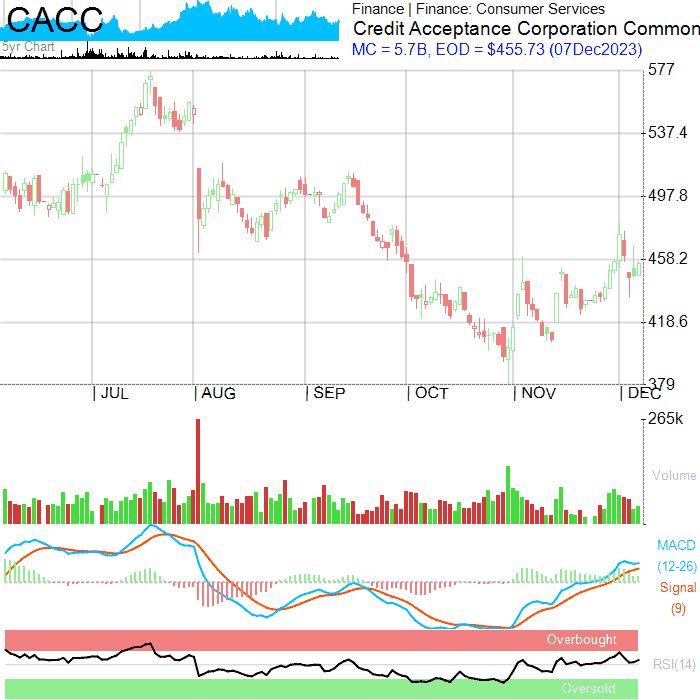 CACC
5yr Chart
Finance | Finance: Consumer Services
Credit Acceptance Corporation Common
MC = 5.7B, EOD = $455.73 (07Dec2023)
577
537.4
497.8
458.2
418.6
379
JUL AUG SEP OCT NOV DEC
265k
Volume
MACD
(12-26)
Signal
(9)
Overbought
RSI(14)
Oversold